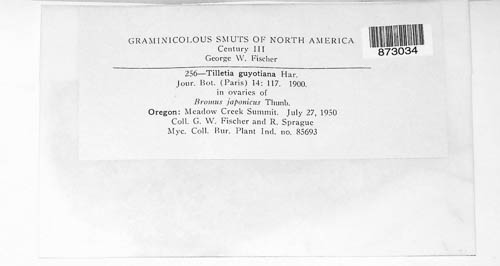 GRAMINICOLOUS SMUTS OF NORTH AMERICA
Century III
George W. Fischer
873034
256—Tilletia guyotiana Har.
Jour. Bot. (Paris) 14: 117. 1900.
in ovaries of
Bromus japonicus Thunb.
Oregon: Meadow Creek Summit. July 27, 1950
Coll. G. W. Fischer and R. Sprague
Myc. Coll. Bur. Plant Ind. no. 85693